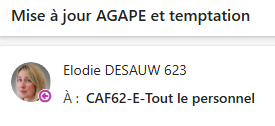 Mise à jour AGAPE et temptation
Elodie DESAUW 623
À : CAF62-E-Tout le personnel